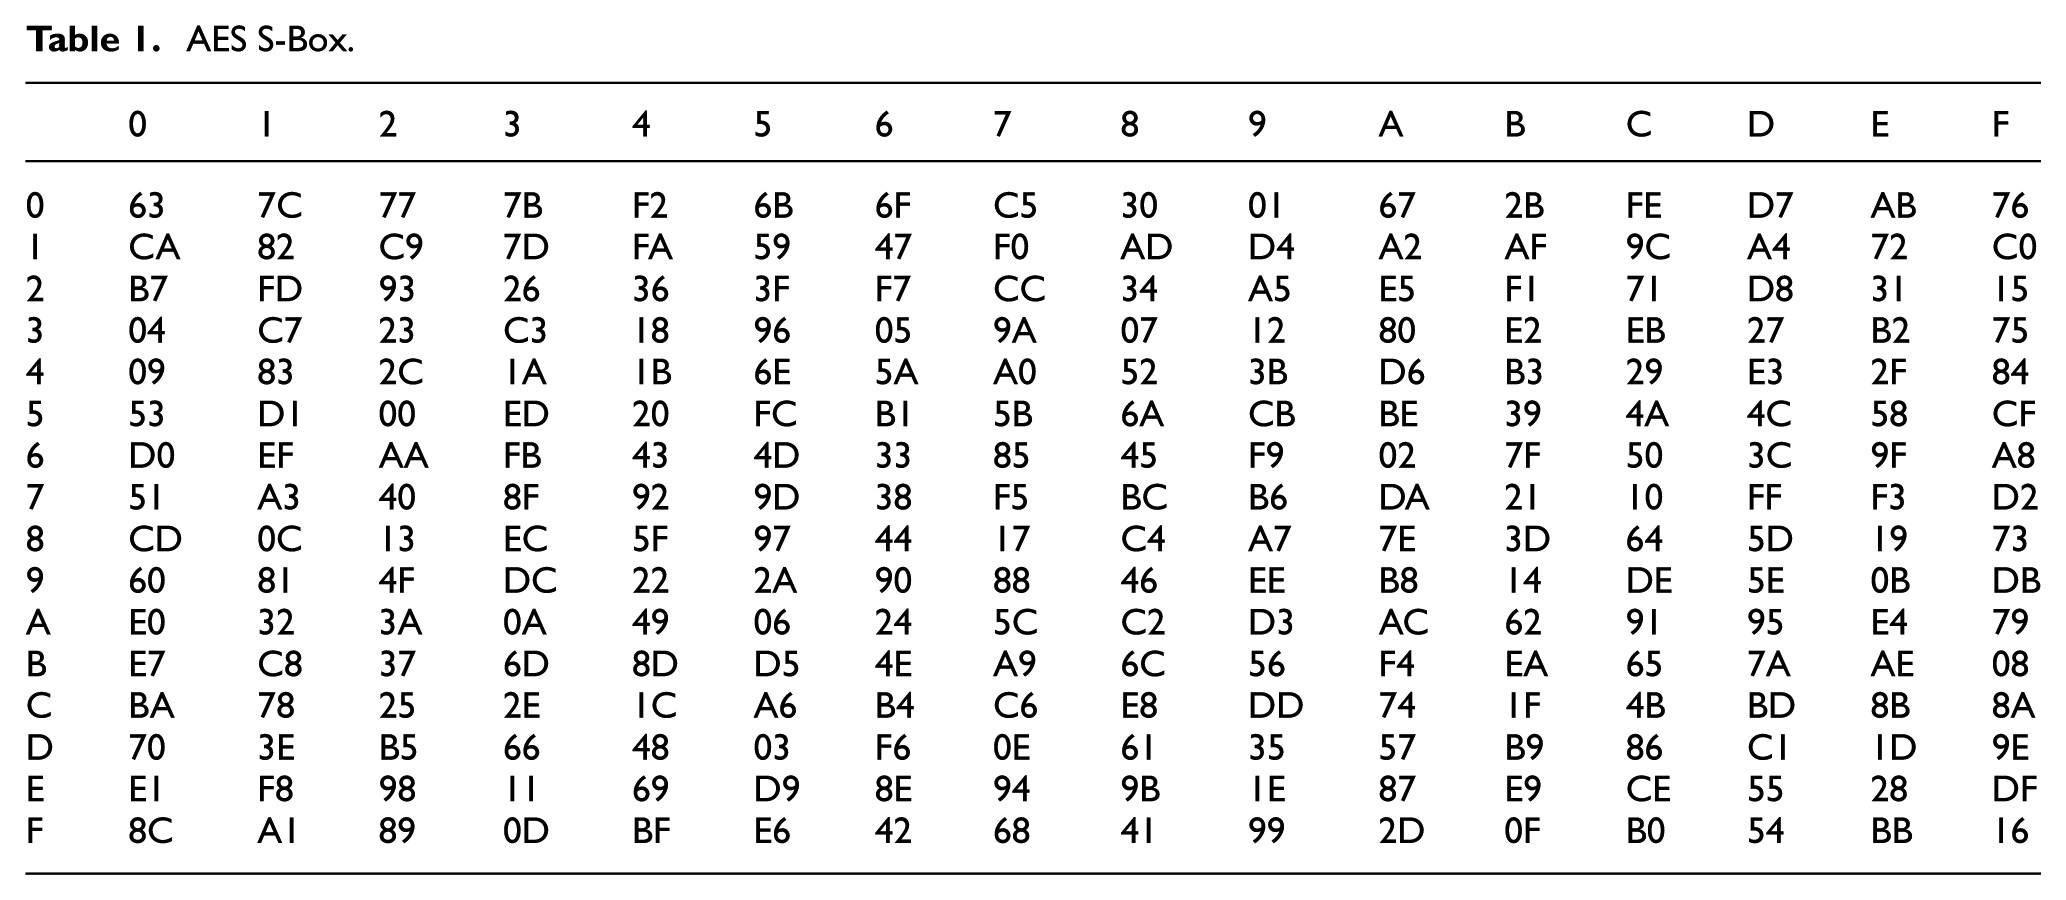 Table 1. AES S-Box.
0 1 2 3 4 5 6 7 8 9 A B C D E F
0 63 7C 77 7B F2 6B 6F C5 30 01 67 2B FE D7 AB 76
1 CA 82 C9 7D FA 59 47 F0 AD D4 A2 AF 9C A4 72 C0
2 B7 FD 93 26 36 3F F7 CC 34 A5 E5 F1 71 D8 31 15
3 04 C7 23 C3 18 96 05 9A 07 12 80 E2 EB 27 B2 75
4 09 83 2C 1A 1B 6E 5A A0 52 3B D6 B3 29 E3 2F 84
5 53 D1 00 ED 20 FC B1 5B 6A CB BE 39 4A 4C 58 CF
6 D0 EF AA FB 43 4D 33 85 45 F9 02 7F 50 3C 9F A8
7 51 A3 40 8F 92 9D 38 F5 BC B6 DA 21 10 FF F3 D2
8 CD 0C 13 EC 5F 97 44 17 C4 A7 7E 3D 64 5D 19 73
9 60 81 4F DC 22 2A 90 88 46 EE B8 14 DE 5E 0B DB
A E0 32 3A 0A 49 06 24 5C C2 D3 AC 62 91 95 E4 79
B E7 C8 37 6D 8D D5 4E A9 6C 56 F4 EA 65 7A AE 08
C BA 78 25 2E 1C A6 B4 C6 E8 DD 74 1F 4B BD 8B 8A
D 70 3E B5 66 48 03 F6 0E 61 35 57 B9 86 C1 1D 9E
E E1 F8 98 11 69 D9 8E 94 9B 1E 87 E9 CE 55 28 DF
F 8C A1 89 0D BF E6 42 68 41 99 2D 0F B0 54 BB 16